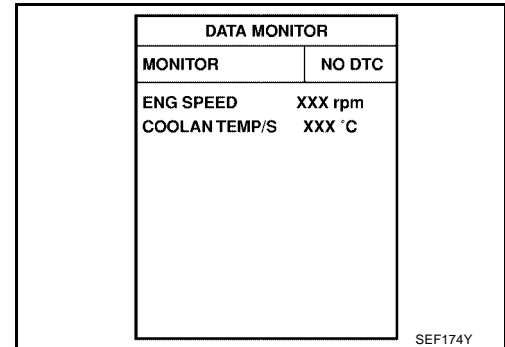 DATA MONITOR
MONITOR NO DTC
ENG SPEED XXX rpm
COOLAN TEMP/S XXX °C
SEF174Y